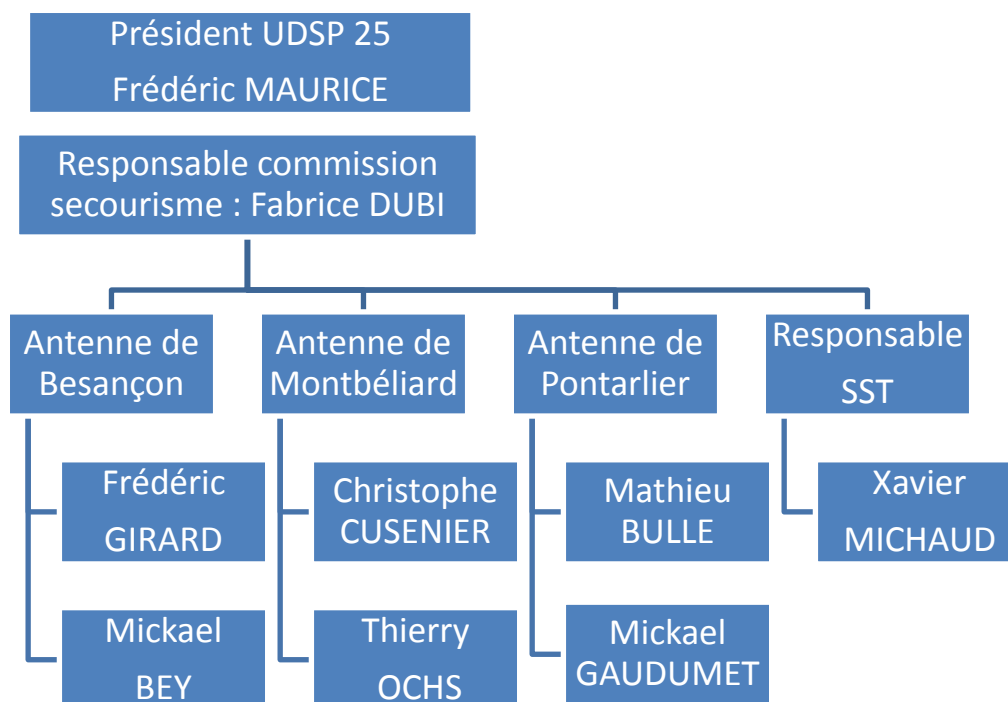 Président UDSP 25
Frédéric MAURICE
Responsable commission
secourisme : Fabrice DUBI
Antenne de
Besançon
Antenne de
Montbéliard
Antenne de
Pontarlier
Responsable
SST
Frédéric
GIRARD
Christophe
CUSENIER
Mathieu
BULLE
Xavier
MICHAUD
Mickael
BEY
Thierry
OCHS
Mickael
GAUDUMET